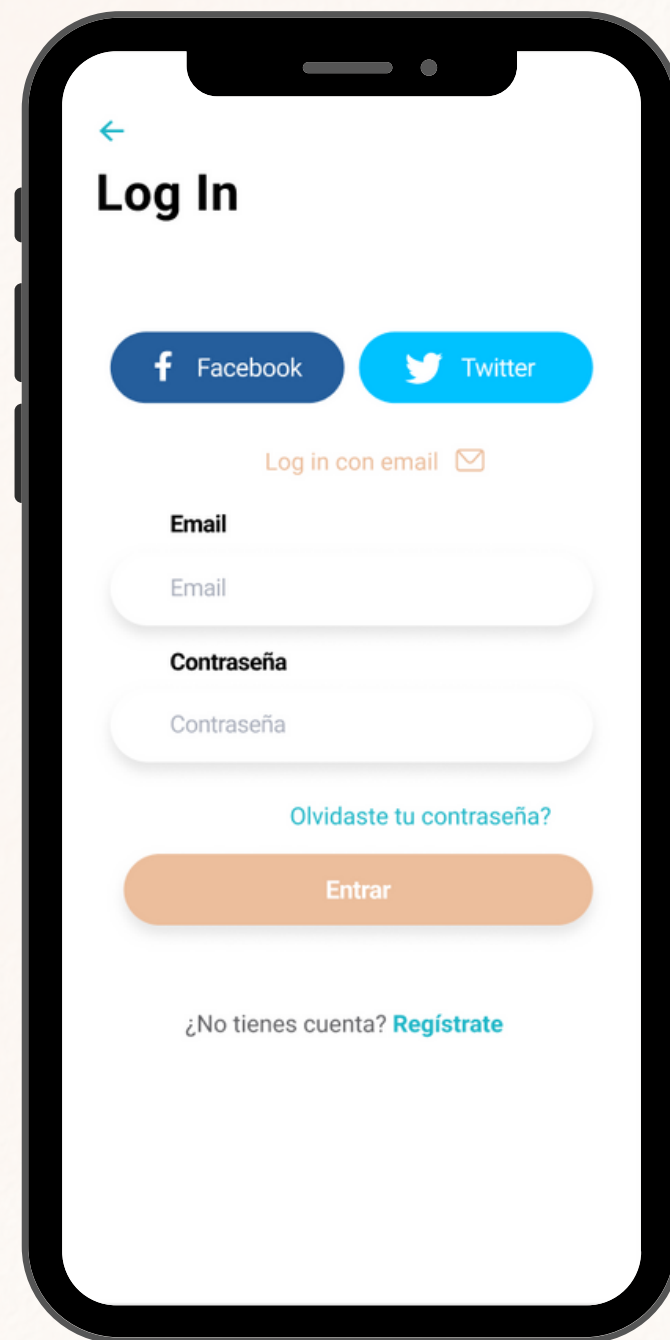 Log In
Facebook
Twitter
Log in con email
Email
Email
Contraseña
Contraseña
Olvidaste tu contraseña?
Entrar
¿No tienes cuenta? Regístrate